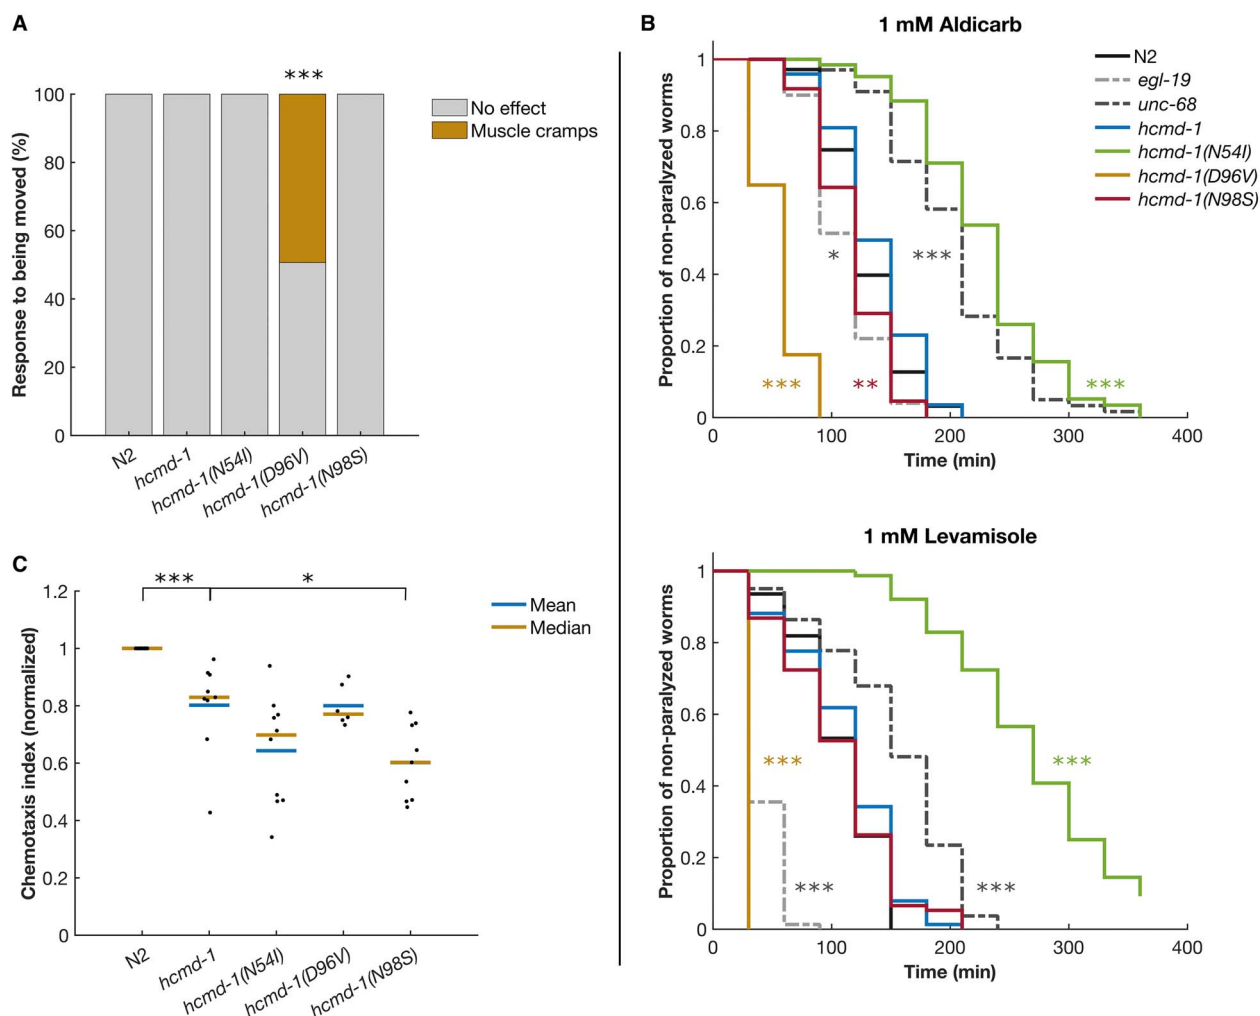 A
***
Response to being moved (%)
100
80
60
40
20
0
No effect
Muscle cramps
N2
hcmd-1
hcmd-1(N54I)
hcmd-1(D96V)
hcmd-1(N98S)
B
1 mM Aldicarb
Proportion of non-paralyzed worms
1
0.8
0.6
0.4
0.2
0
N2
egl-19
unc-68
hcmd-1
hcmd-1(N54I)
hcmd-1(D96V)
hcmd-1(N98S)
*
***
***
**
***
0
100
200
300
400
Time (min)
1 mM Levamisole
Proportion of non-paralyzed worms
1
0.8
0.6
0.4
0.2
0
***
***
***
***
0
100
200
300
400
Time (min)
C
***
*
Chemotaxis index (normalized)
1.2
1
0.8
0.6
0.4
0.2
0
Mean
Median
N2
hcmd-1
hcmd-1(N54I)
hcmd-1(D96V)
hcmd-1(N98S)